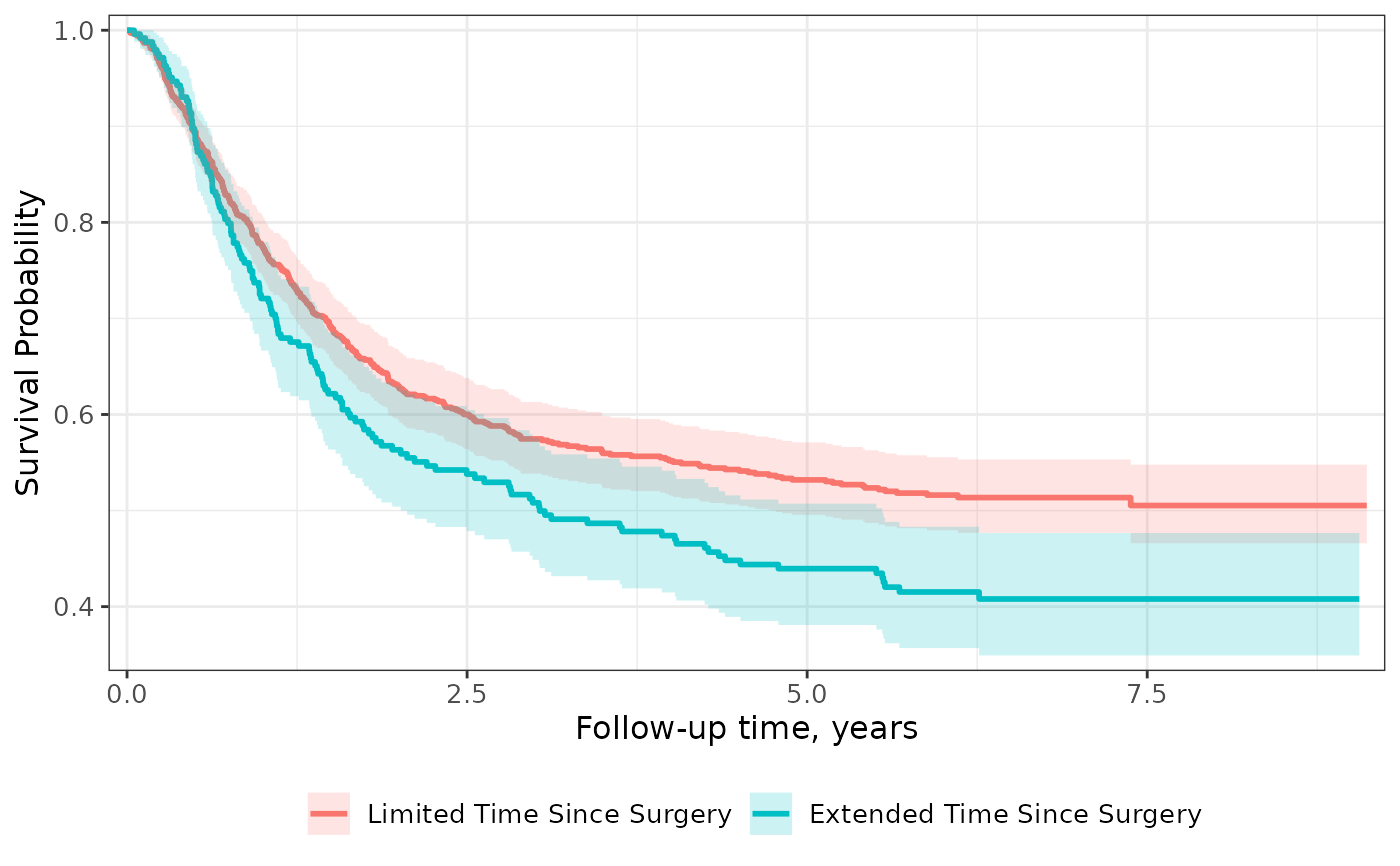 1.0
0.8
0.6
0.4
Survival Probability
0.0 2.5 5.0 7.5
Follow-up time, years
Limited Time Since Surgery Extended Time Since Surgery